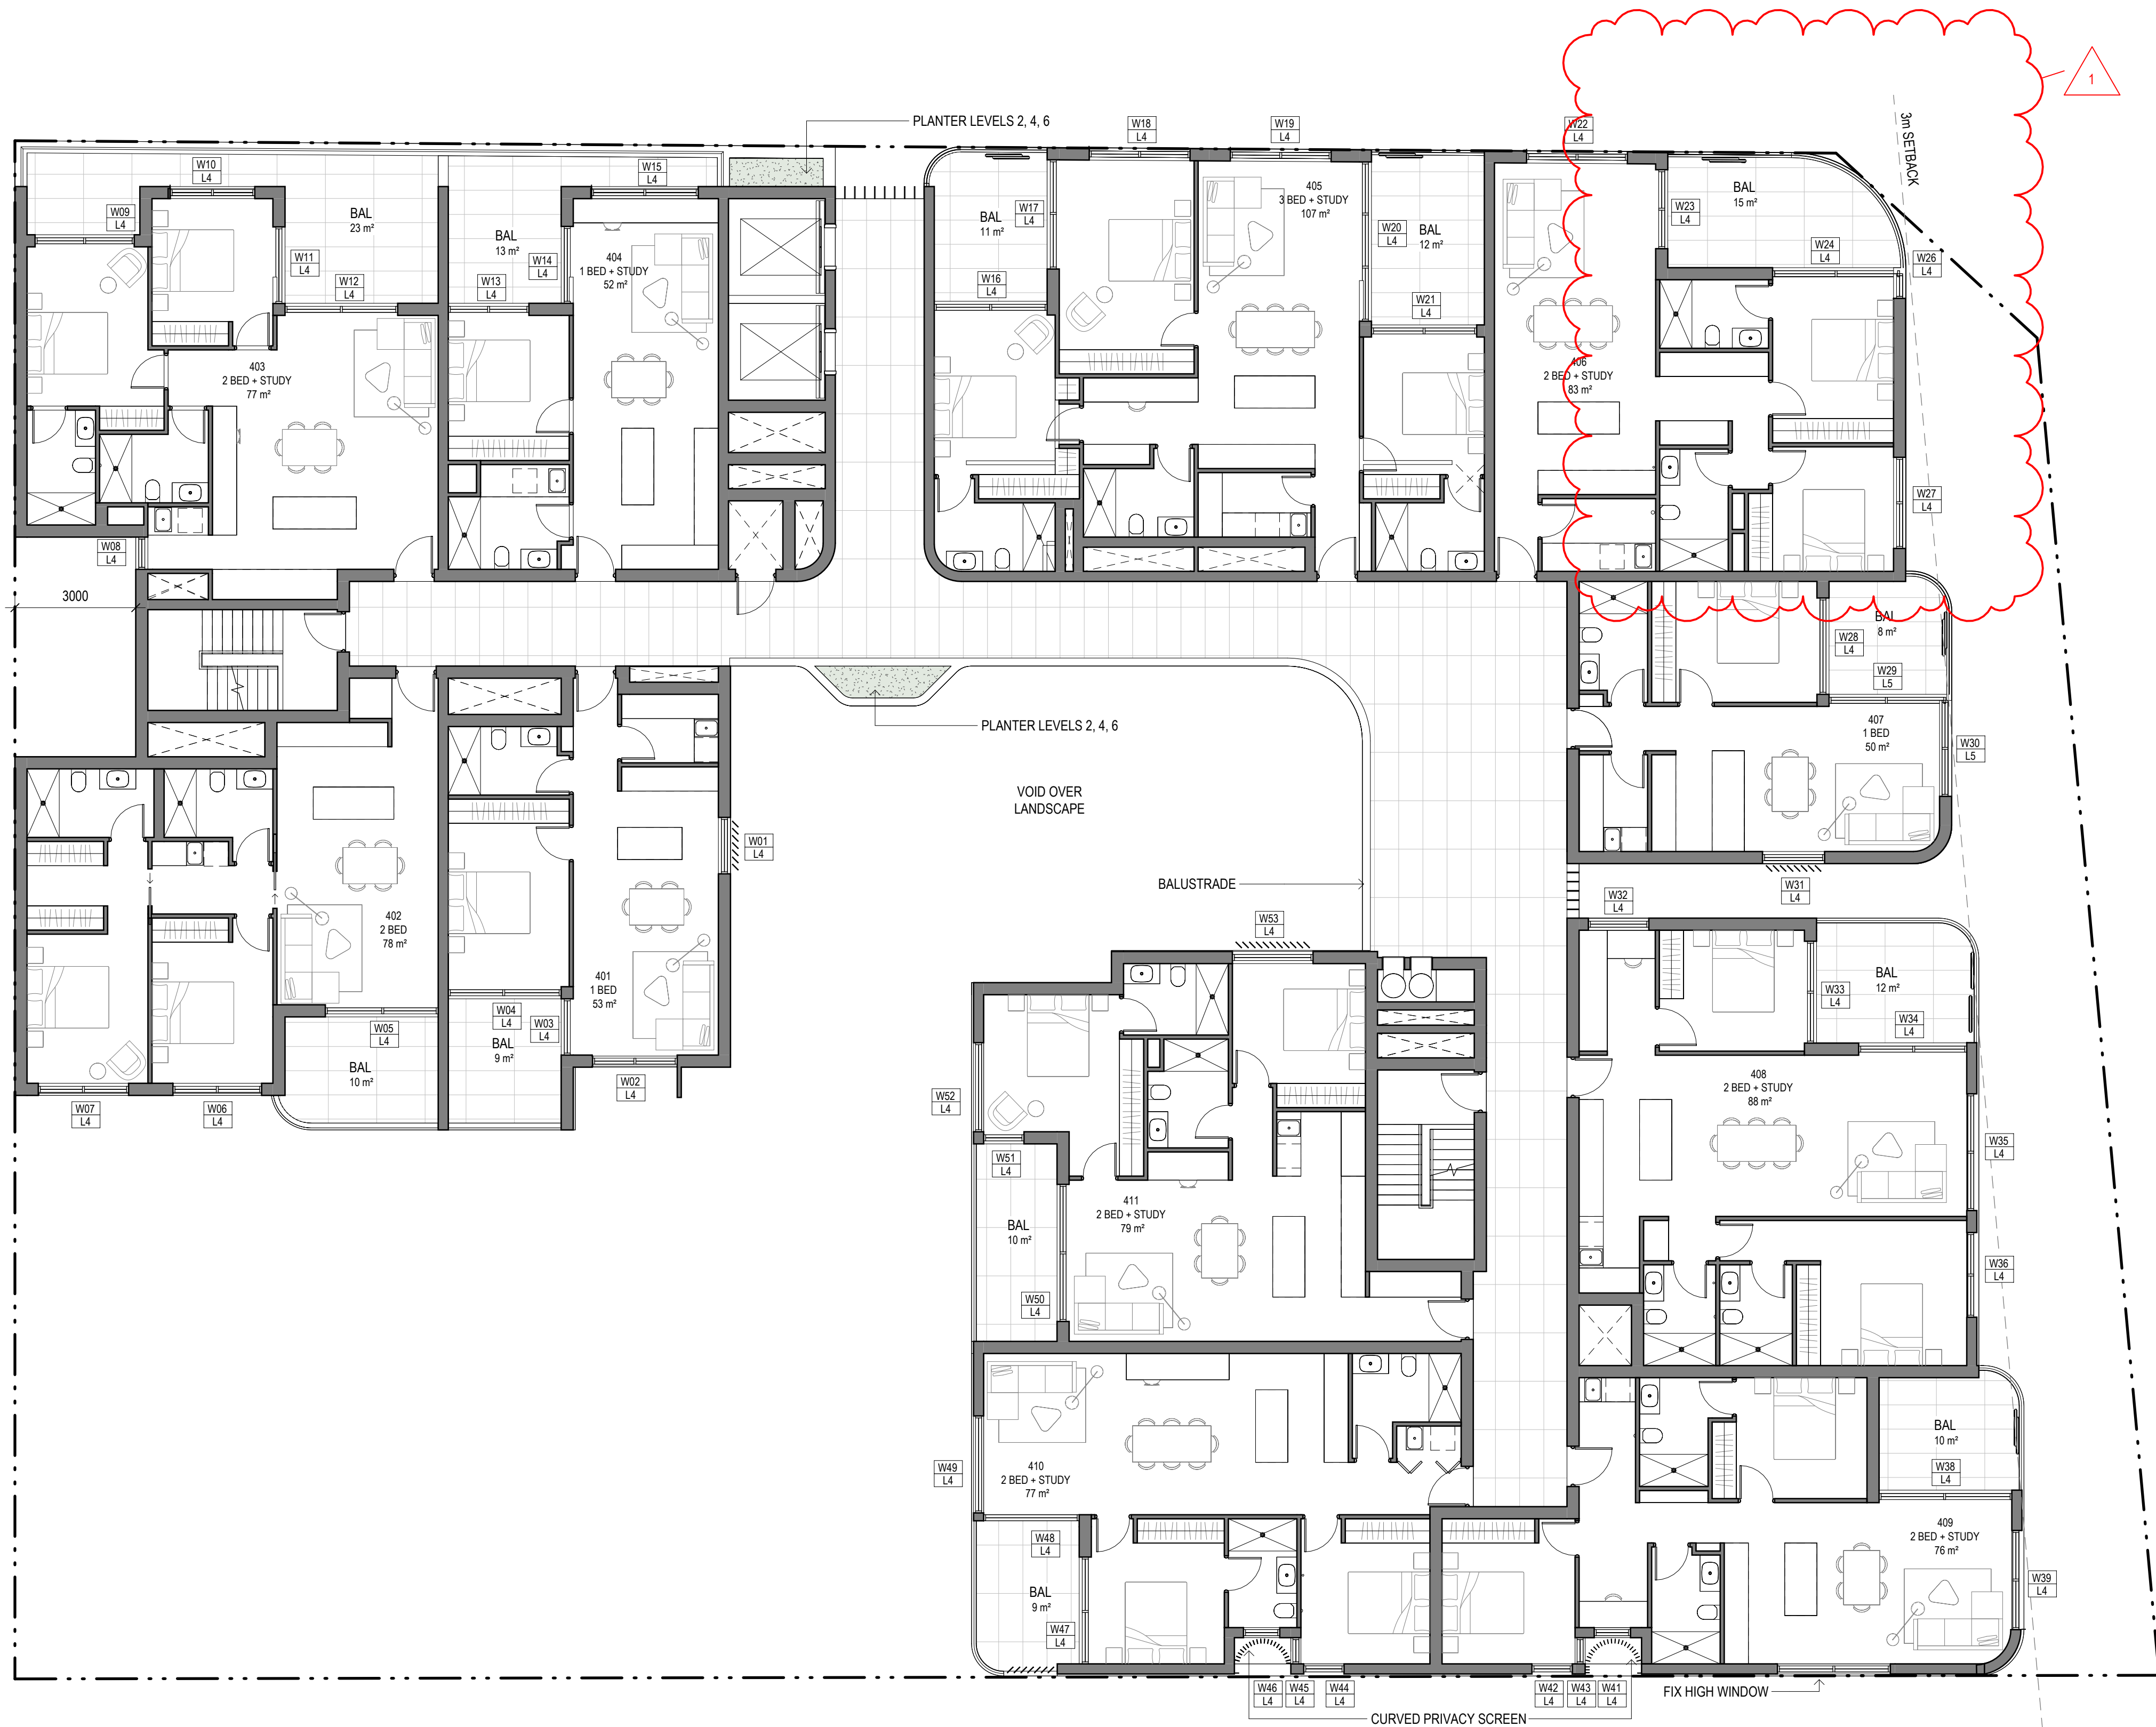 1
PLANTER LEVELS 2, 4, 6
3m SETBACK
W10
L4
W15
L4
W18
L4
W19
L4
W22
L4
W09
L4
W11
L4
W12
L4
BAL
23 m²
BAL
13 m²
W13
L4
W14
L4
404
1 BED + STUDY
52 m²
BAL
11 m²
W17
L4
W16
L4
405
3 BED + STUDY
107 m²
W20
L4
BAL
12 m²
W21
L4
W23
L4
BAL
15 m²
W24
L4
W26
L4
403
2 BED + STUDY
77 m²
406
2 BED + STUDY
83 m²
W27
L4
W08
L4
3000
BAL
8 m²
W28
L4
W29
L5
407
1 BED
50 m²
W30
L5
PLANTER LEVELS 2, 4, 6
VOID OVER
LANDSCAPE
W01
L4
BALUSTRADE
W31
L4
W32
L4
W53
L4
402
2 BED
78 m²
401
1 BED
53 m²
W05
L4
BAL
10 m²
W04
L4
W03
L4
BAL
9 m²
W02
L4
W07
L4
W06
L4
BAL
12 m²
W33
L4
W34
L4
408
2 BED + STUDY
88 m²
W52
L4
W51
L4
W35
L4
411
2 BED + STUDY
79 m²
BAL
10 m²
W50
L4
W36
L4
BAL
10 m²
W38
L4
W49
L4
410
2 BED + STUDY
77 m²
409
2 BED + STUDY
76 m²
W48
L4
BAL
9 m²
W47
L4
W39
L4
W46
L4
W45
L4
W44
L4
W42
L4
W43
L4
W41
L4
FIX HIGH WINDOW
CURVED PRIVACY SCREEN